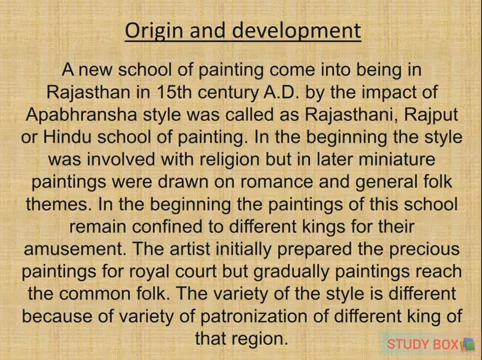 Origin and development
A new school of painting come into being in
Rajasthan in 15th century A.D. by the impact of
Apabhransha style was called as Rajasthani, Rajput
or Hindu school of painting. In the beginning the style
was involved with religion but in later miniature
paintings were drawn on romance and general folk
themes. In the beginning the paintings of this school
remain confined to different kings for their
amusement. The artist initially prepared the precious
paintings for royal court but gradually paintings reach
the common folk. The variety of the style is different
because of variety of patronization of different king of
that region.
STUDY BOX